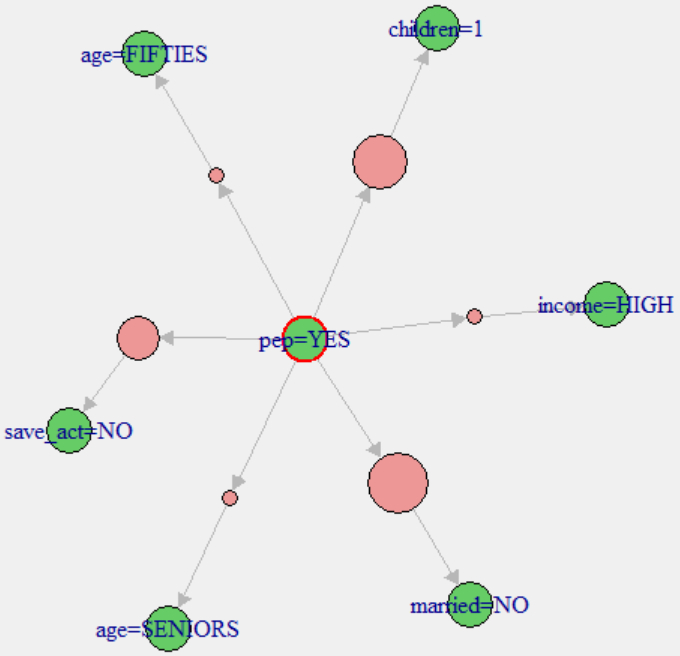 children=1
age=FIFTIES
income=HIGH
pep=YES
save_act=NO
married=NO
age=SENIORS